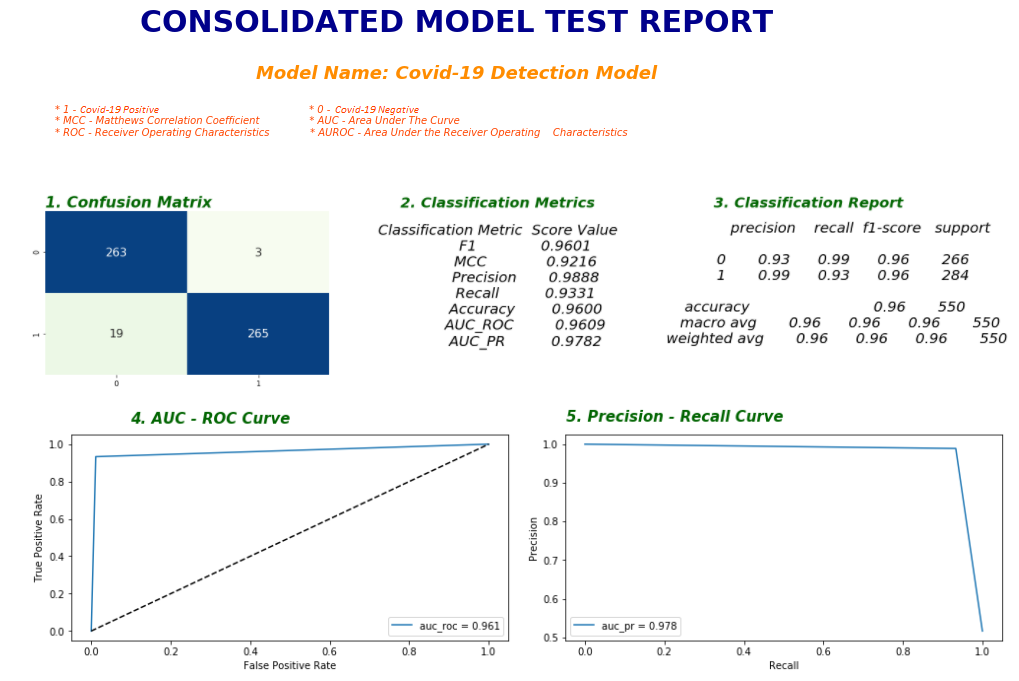 CONSOLIDATED MODEL TEST REPORT
Model Name: Covid-19 Detection Model
* 1 - Covid-19 Positive
* 0 - Covid-19 Negative
* MCC - Matthews Correlation Coefficient
* AUC - Area Under The Curve
* ROC - Receiver Operating Characteristics
* AUROC - Area Under the Receiver Operating Characteristics
1. Confusion Matrix
0
263
3
1
19
265
0
1
2. Classification Metrics
Classification Metric Score Value
F1 0.9601
MCC 0.9216
Precision 0.9888
Recall 0.9331
Accuracy 0.9600
AUC_ROC 0.9609
AUC_PR 0.9782
3. Classification Report
precision recall f1-score support
0 0.93 0.99 0.96 266
1 0.99 0.93 0.96 284
accuracy 0.96 550
macro avg 0.96 0.96 0.96 550
weighted avg 0.96 0.96 0.96 550
4. AUC - ROC Curve
True Positive Rate
1.0
0.8
0.6
0.4
0.2
0.0
auc_roc = 0.961
0.0 0.2 0.4 0.6 0.8 1.0
False Positive Rate
5. Precision - Recall Curve
Precision
1.0
0.9
0.8
0.7
0.6
0.5
auc_pr = 0.978
0.0 0.2 0.4 0.6 0.8 1.0
Recall